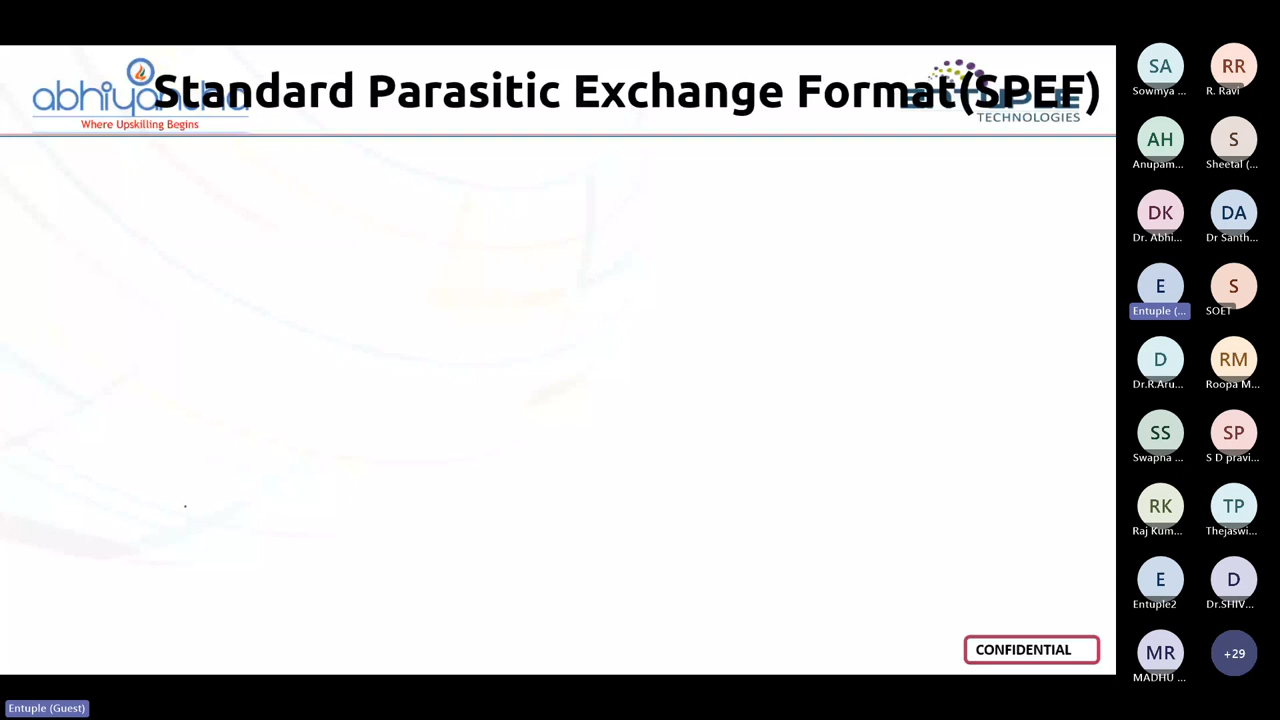 Standard Parasitic Exchange Format(SPEF)
Where Upskilling Begins
TECHNOLOGIES
CONFIDENTIAL
SA
Sowmya ...
RR
R. Ravi
AH
Anupam...
S
Sheetal (...
DK
Dr. Abhi...
DA
Dr Santh...
E
Entuple (...
S
SOET
D
Dr.R.Aru...
RM
Roopa M...
SS
Swapna ...
SP
S D pravi...
RK
Raj Kum...
TP
Thejaswi...
E
Entuple2
D
Dr.SHIV...
MR
MADHU ...
+29
Entuple (Guest)